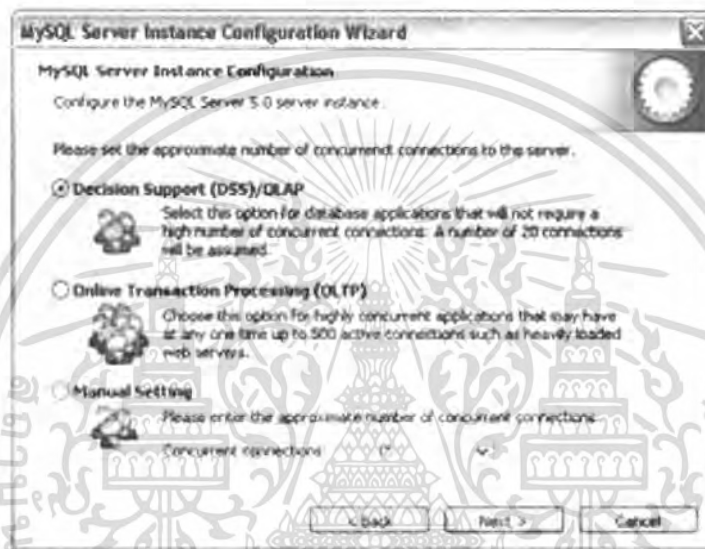 MySQL Server Instance Configuration Wizard
MySQL Server Instance Configuration
Configure the MySQL Server 5.0 server instance.
Please set the approximate number of concurrenct connections to the server.
Decision Support (DSS)/OLAP
Select this option for database applications that will not require a
high number of concurrent connections. A number of 20 connections
will be assumed.
Online Transaction Processing (OLTP)
Choose this option for highly concurrent applications that may have
at any one time up to 500 active connections such as heavily loaded
web servers.
Manual Setting
Please enter the approximate number of concurrent connections
Concurrent connections
< Back
Next >
Cancel